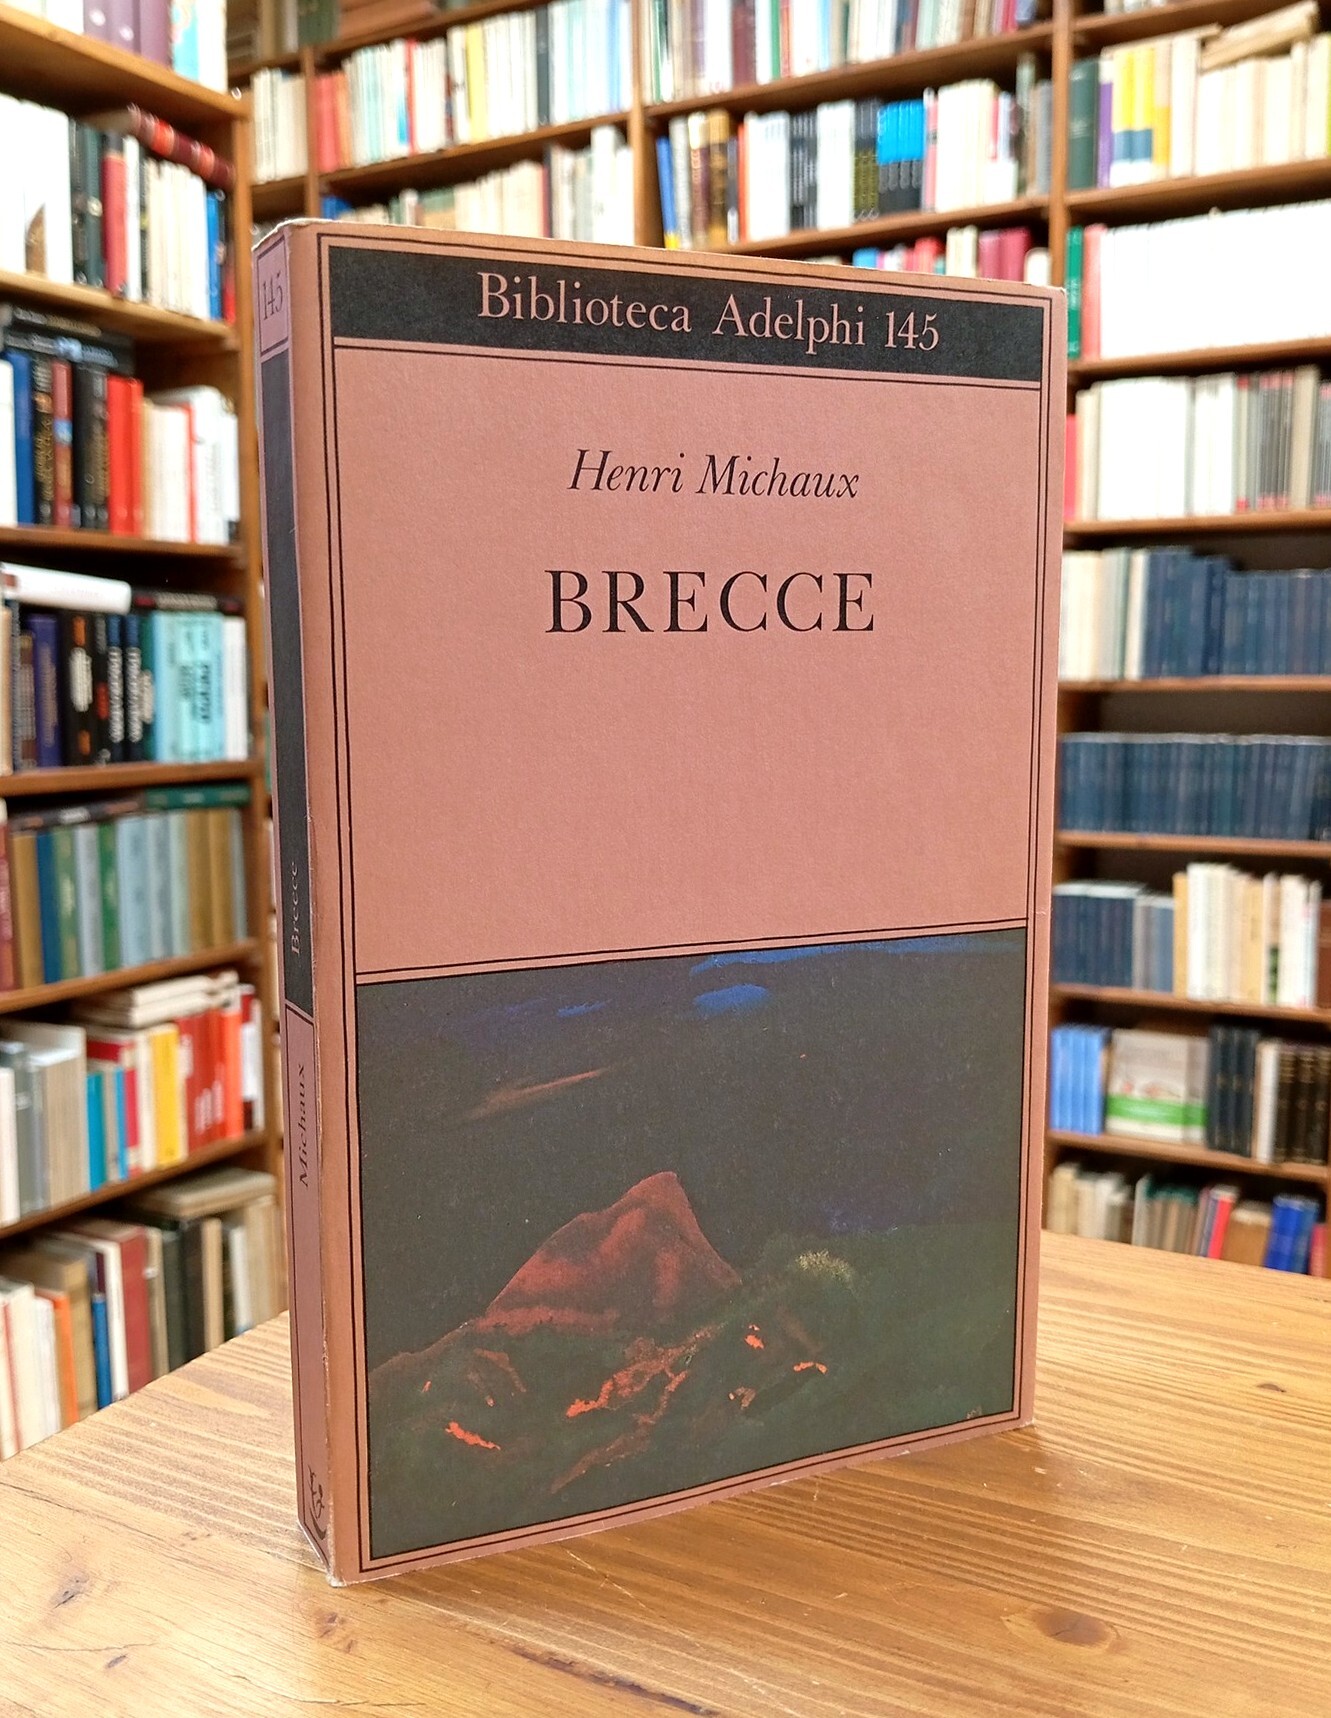 Biblioteca Adelphi 145
Henri Michaux
BRECCE
145
Brecce
Michaux